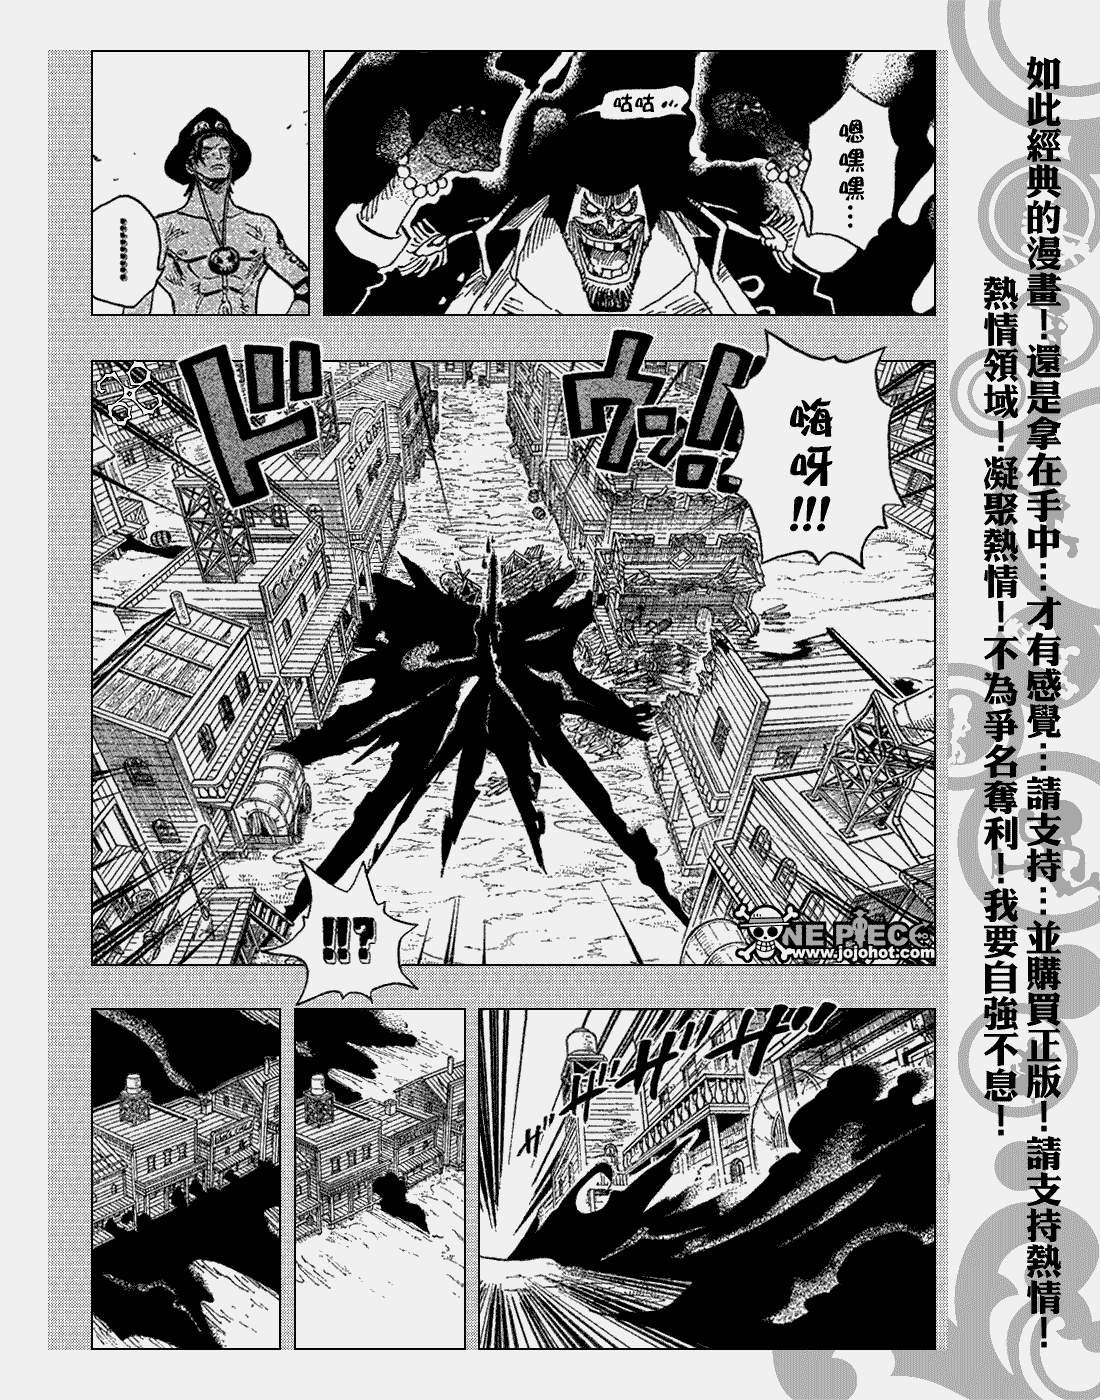 如此經典的漫畫！還是拿在手中…才有感覺…請支持…並購買正版！請支持熱情！
熱情領域！凝聚熱情！不為爭名奪利！我要自強不息！
嗯嘿嘿…
咕咕…
………
嗨呀!!!
ドウン!!
!!?
ONE PIECE
www.jojohot.com
ザザザザ